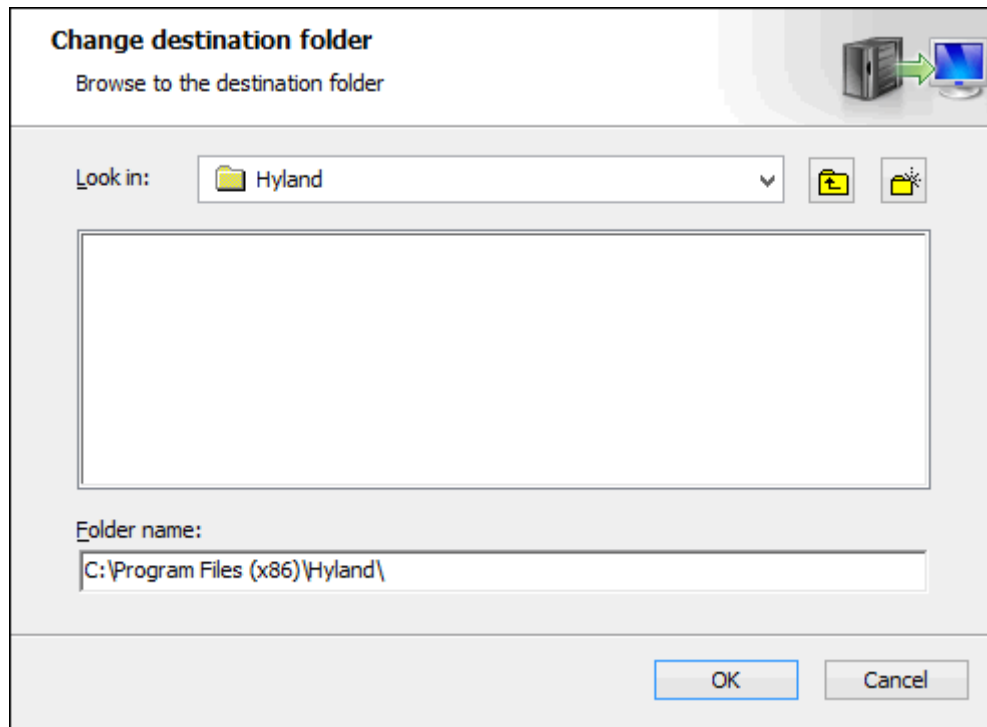 Change destination folder
Browse to the destination folder
Look in: Hyland
Folder name:
C:\Program Files (x86)\Hyland\
OK Cancel